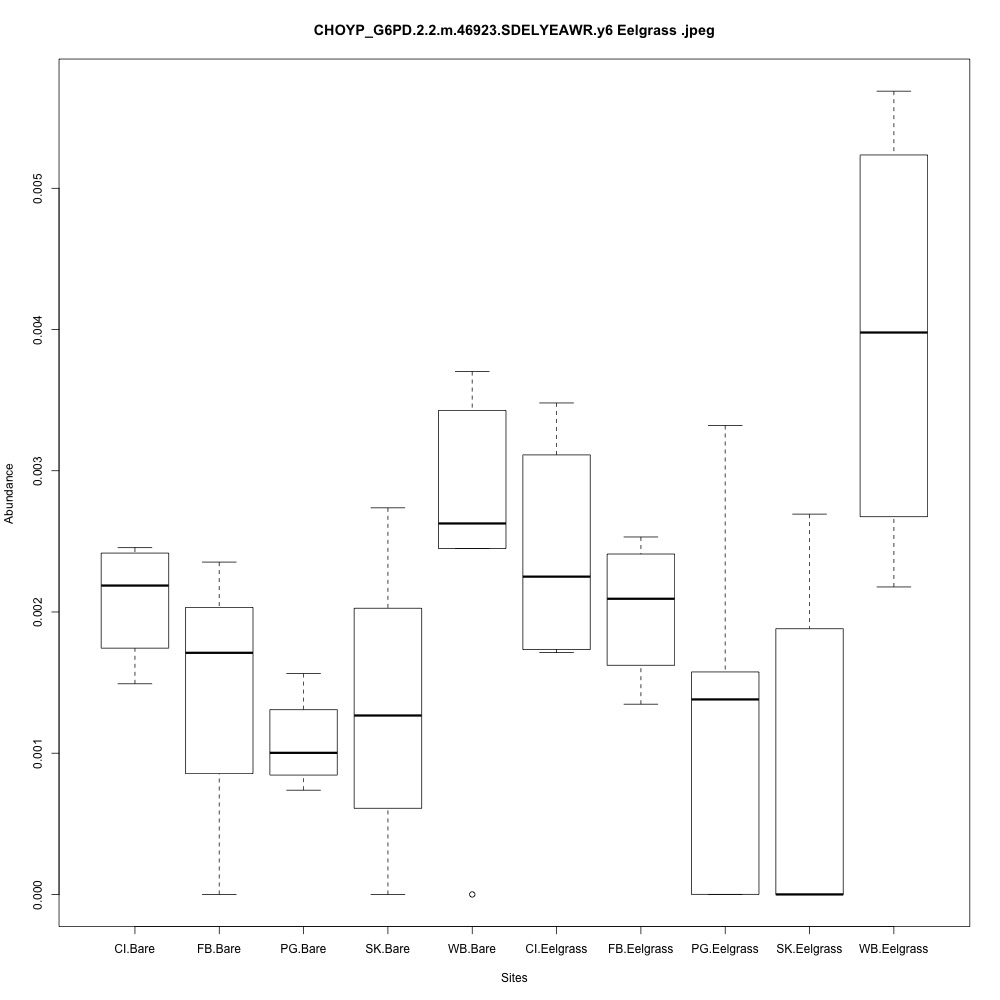 CHOYP_G6PD.2.2.m.46923.SDELYEAWR.y6 Eelgrass .jpeg
0.005
0.004
0.003
0.002
0.001
0.000
Abundance
CI.Bare FB.Bare PG.Bare SK.Bare WB.Bare CI.Eelgrass FB.Eelgrass PG.Eelgrass SK.Eelgrass WB.Eelgrass
Sites